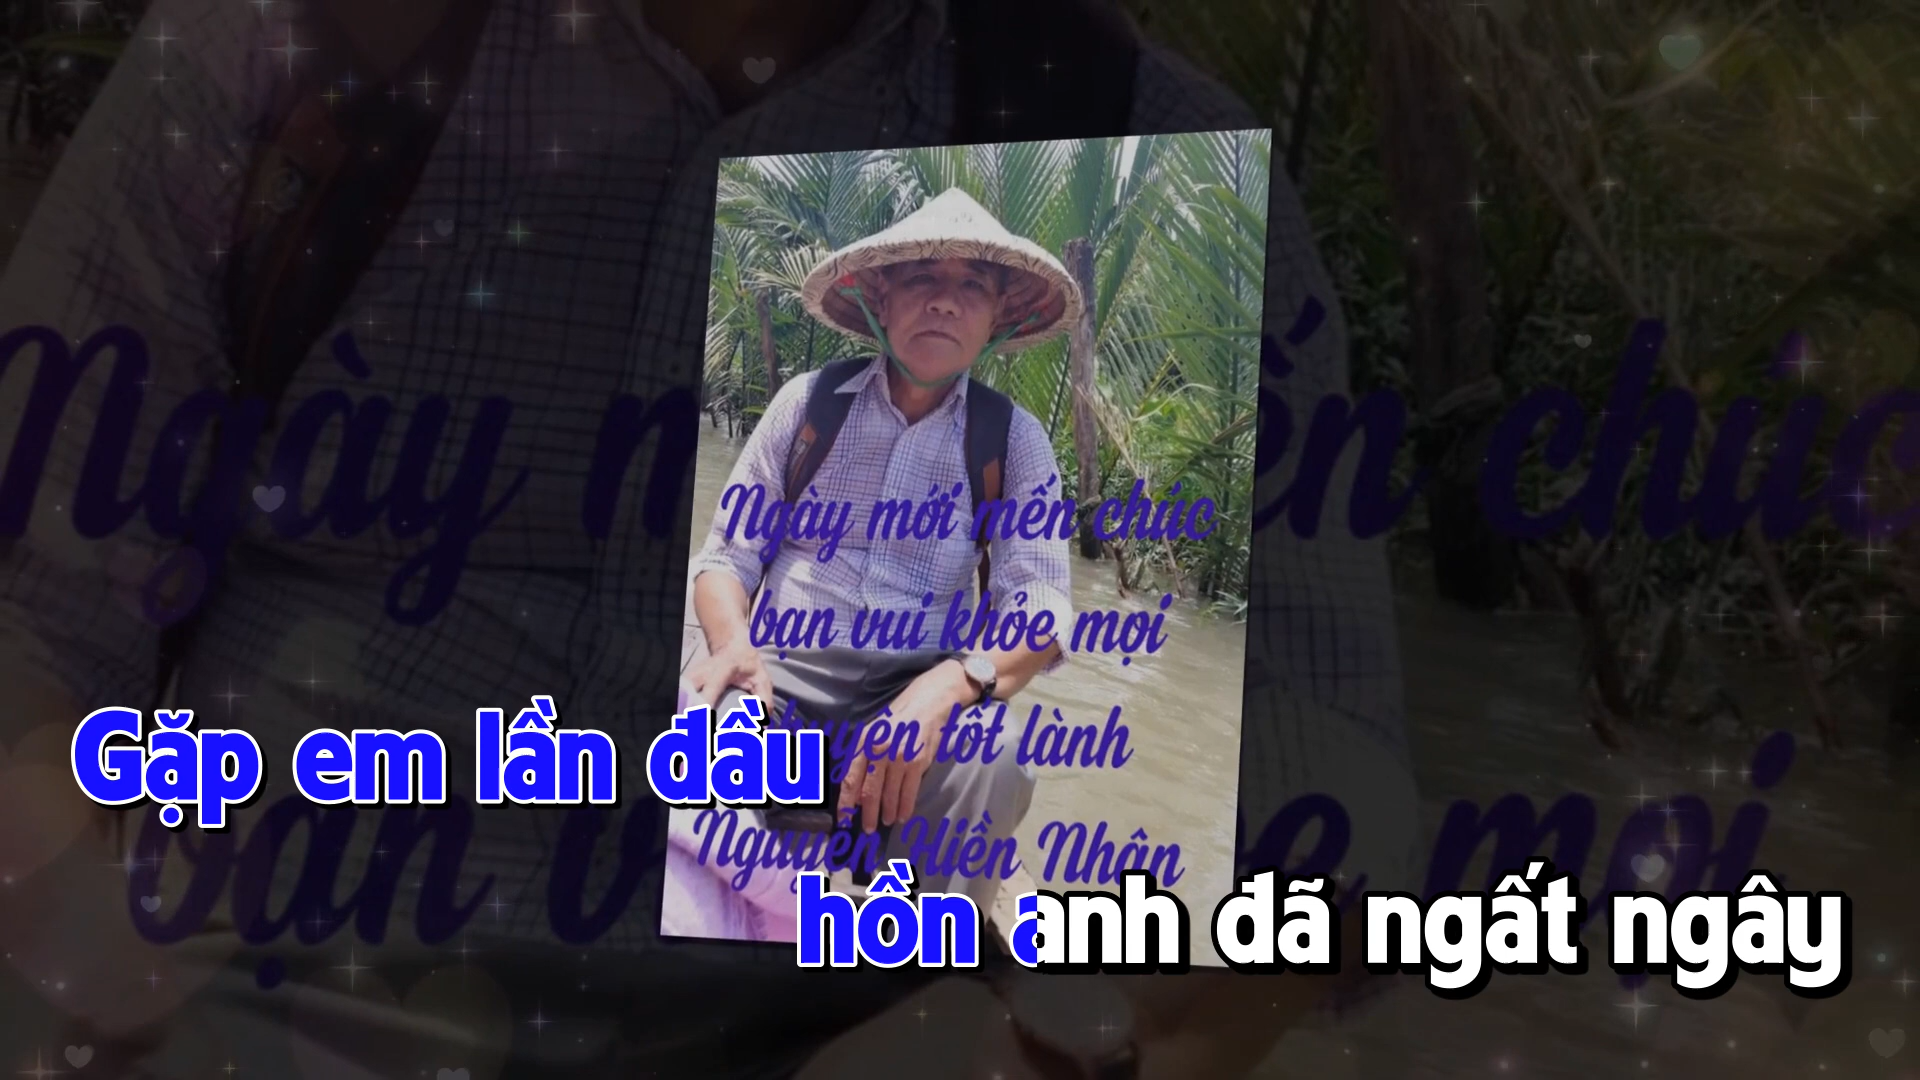 Ngày mới mến chúc
bạn vui khỏe mọi
chuyện tốt lành
Nguyễn Hiền Nhân
Gặp em lần đầu
hồn anh đã ngất ngây